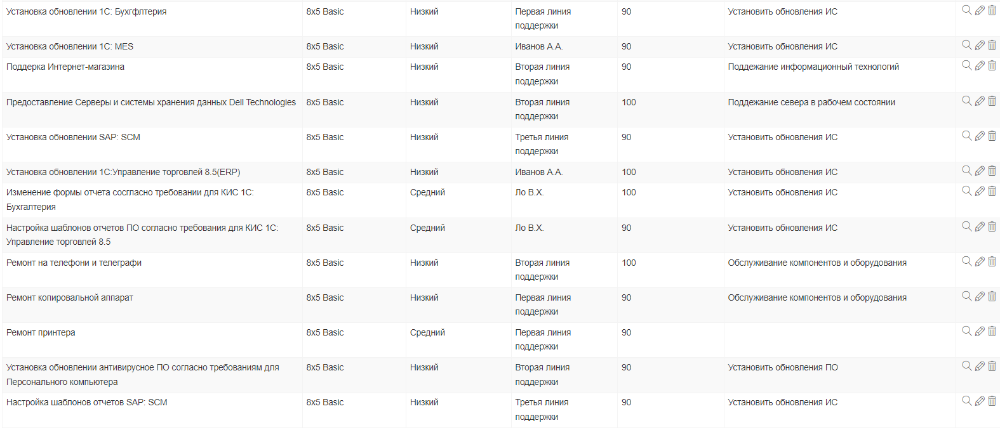 Установка обновлении 1С: Бухгфлтерия 8x5 Basic Низкий Первая линия 90 Установить обновления ИС
поддержки
Установка обновлении 1С: MES 8x5 Basic Низкий Иванов А.А. 90 Установить обновления ИС
Поддерка Интернет-магазина 8x5 Basic Низкий Вторая линия 90 Поддежание информационный технологий
поддержки
Предоставление Серверы и системы хранения данных Dell Technologies 8x5 Basic Низкий Вторая линия 100 Поддежание севера в рабочем состоянии
поддержки
Установка обновлении SAP: SCM 8x5 Basic Низкий Третья линия 90 Установить обновления ИС
поддержки
Установка обновлении 1С:Управление торговлей 8.5(ERP) 8x5 Basic Низкий Иванов А.А. 100 Установить обновления ИС
Изменение формы отчета сосгласно требовании для КИС 1С: 8x5 Basic Средний Ло В.Х. 100 Установить обновления ИС
Бухгалтерия
Настройка шаблонов отчетов ПО согласно требования для КИС 1С: 8x5 Basic Средний Ло В.Х. 90 Установить обновления ИС
Управление торговлей 8.5
Ремонт на телефони и телеграфи 8x5 Basic Низкий Вторая линия 100 Обслуживание компонентов и оборудования
поддержки
Ремонт копировальной аппарат 8x5 Basic Низкий Первая линия 90 Обслуживание компонентов и оборудования
поддержки
Ремонт принтера 8x5 Basic Средний Первая линия 90
поддержки
Установка обновлении антивирусное ПО согласно требованиям для 8x5 Basic Низкий Вторая линия 90 Установить обновления ПО
Персонального компьютера поддержки
Настройка шаблонов отчетов SAP: SCM 8x5 Basic Низкий Третья линия 90 Установить обновления ИС
поддержки